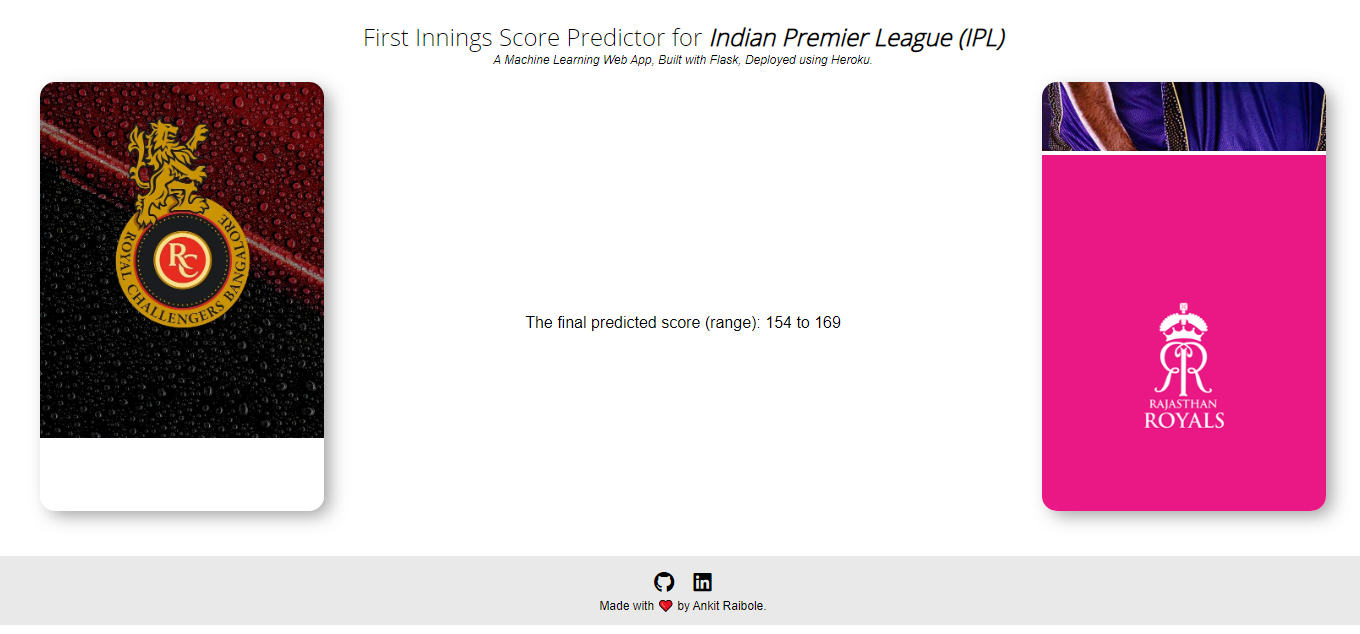 First Innings Score Predictor for Indian Premier League (IPL)
A Machine Learning Web App, Built with Flask, Deployed using Heroku.
ROYAL CHALLENGERS BANGALORE
RC
The final predicted score (range): 154 to 169
RAJASTHAN
ROYALS
in
Made with ❤ by Ankit Raibole.